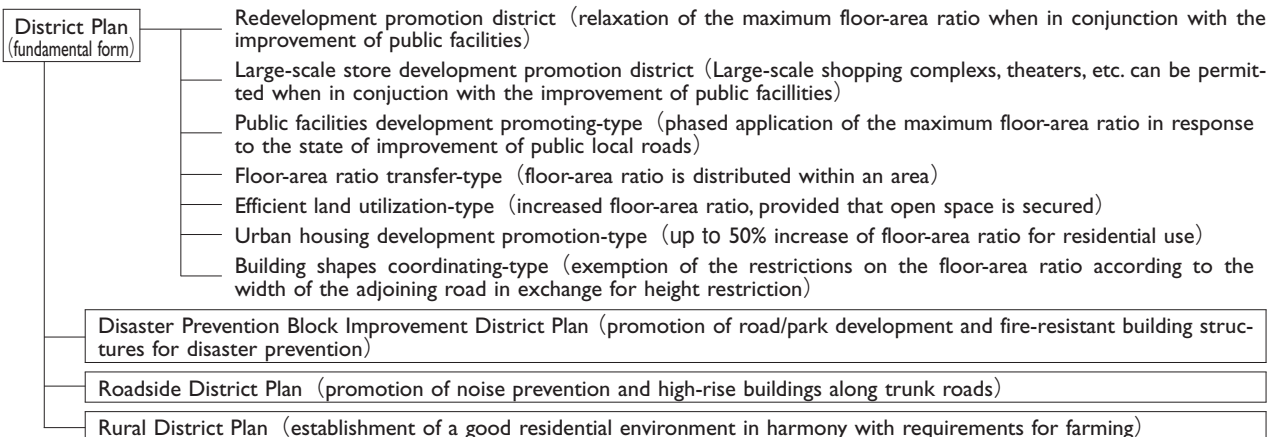 District Plan
(fundamental form)
Redevelopment promotion district (relaxation of the maximum floor-area ratio when in conjunction with the
improvement of public facilities)
Large-scale store development promotion district (Large-scale shopping complexs, theaters, etc. can be permit-
ted when in conjuction with the improvement of public facillities)
Public facilities development promoting-type (phased application of the maximum floor-area ratio in response
to the state of improvement of public local roads)
Floor-area ratio transfer-type (floor-area ratio is distributed within an area)
Efficient land utilization-type (increased floor-area ratio, provided that open space is secured)
Urban housing development promotion-type (up to 50% increase of floor-area ratio for residential use)
Building shapes coordinating-type (exemption of the restrictions on the floor-area ratio according to the
width of the adjoining road in exchange for height restriction)
Disaster Prevention Block Improvement District Plan (promotion of road/park development and fire-resistant building struc-
tures for disaster prevention)
Roadside District Plan (promotion of noise prevention and high-rise buildings along trunk roads)
Rural District Plan (establishment of a good residential environment in harmony with requirements for farming)